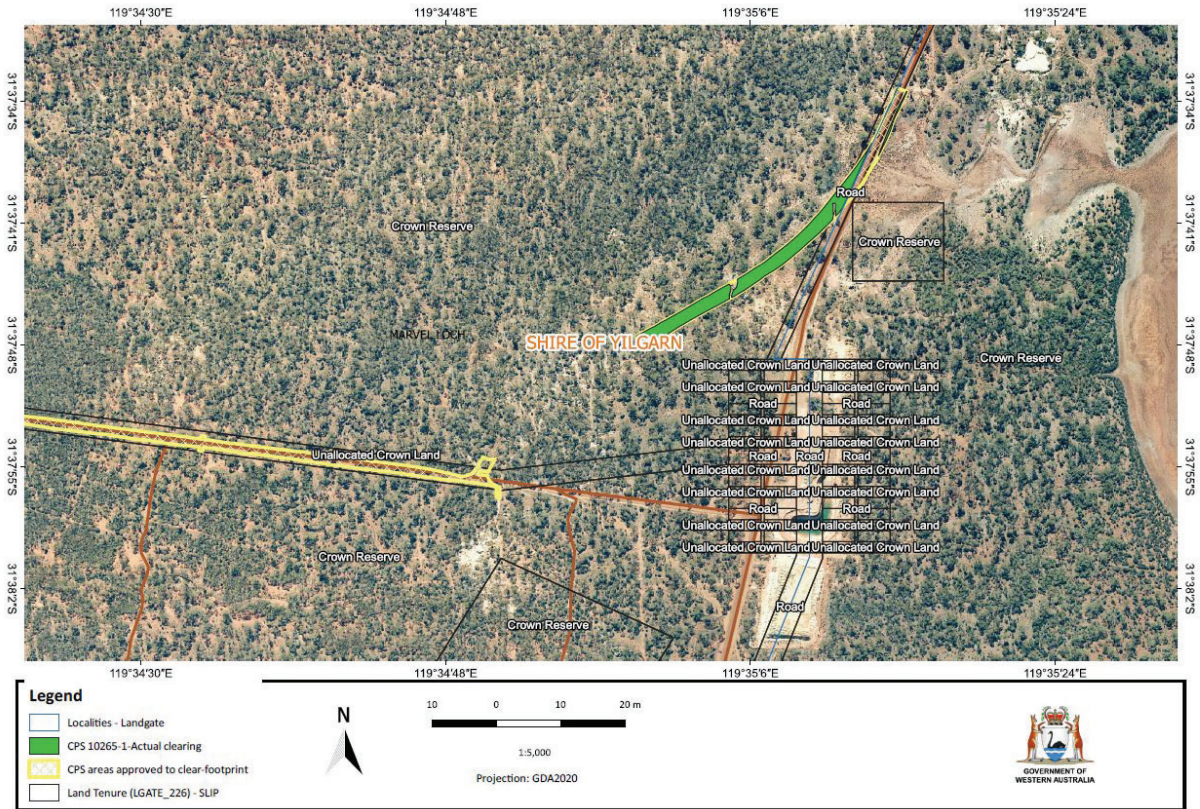 119°34'30"E 119°34'48"E 119°35'6"E 119°35'24"E
31°37'34"S 31°37'34"S
Road
31°37'41"S Crown Reserve Crown Reserve 31°37'41"S
MARVEL LOCH
SHIRE OF YILGARN
31°37'48"S 31°37'48"S
Crown Reserve
Unallocated Crown Land Unallocated Crown Land
Unallocated Crown Land Unallocated Crown Land
Road Road
Unallocated Crown Land Unallocated Crown Land
Unallocated Crown Land Unallocated Crown Land
Unallocated Crown Land Road Road Road
31°37'55"S 31°37'55"S
Unallocated Crown Land Unallocated Crown Land
Unallocated Crown Land Unallocated Crown Land
Road Road
Unallocated Crown Land Unallocated Crown Land
Unallocated Crown Land Unallocated Crown Land
Crown Reserve
31°38'2"S 31°38'2"S
Road
Crown Reserve
119°34'30"E 119°34'48"E 119°35'6"E 119°35'24"E
Legend
Localities - Landgate
CPS 10265-1-Actual clearing
CPS areas approved to clear-footprint
Land Tenure (LGATE_226) - SLIP
N
10 0 10 20 m
1:5,000
Projection: GDA2020
GOVERNMENT OF
WESTERN AUSTRALIA